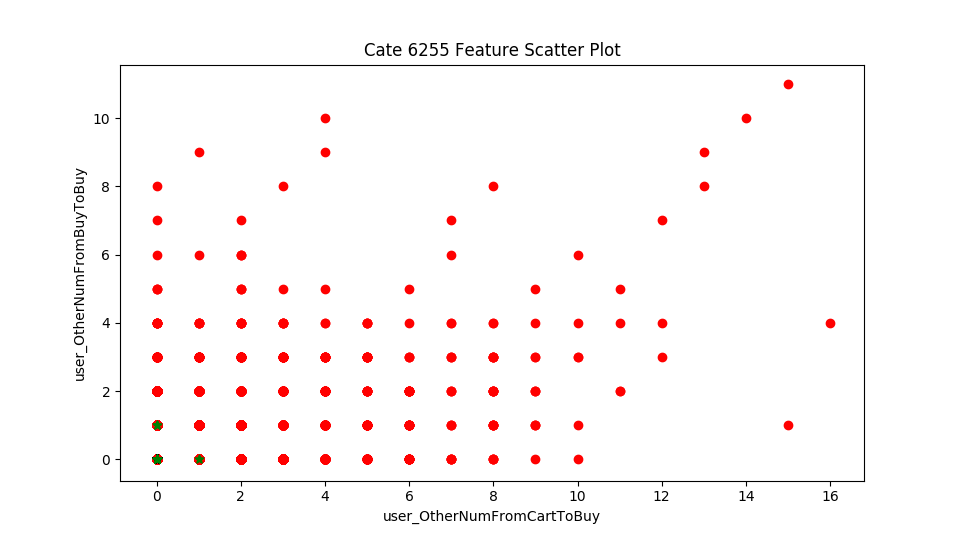 Cate 6255 Feature Scatter Plot
user_OtherNumFromBuyToBuy
10
8
6
4
2
0
0 2 4 6 8 10 12 14 16
user_OtherNumFromCartToBuy